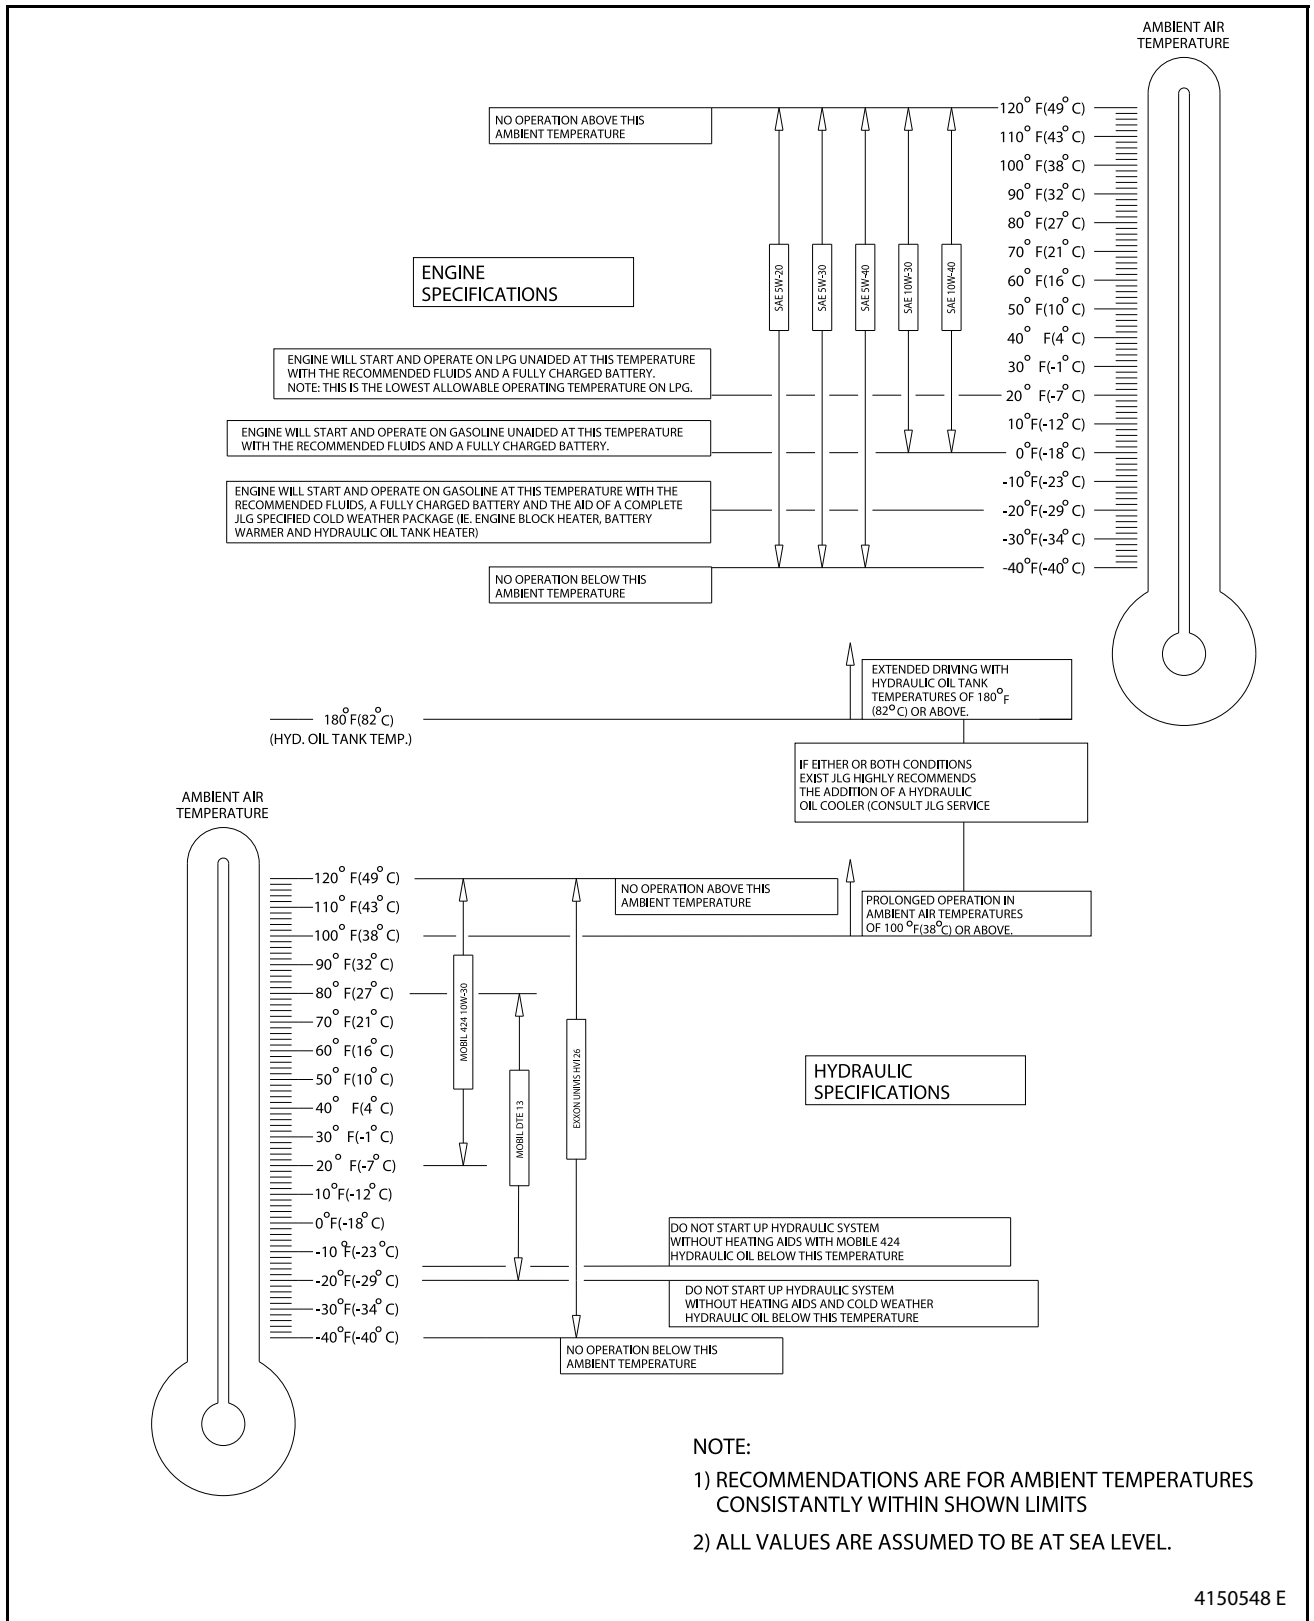 AMBIENT AIR
TEMPERATURE
NO OPERATION ABOVE THIS
AMBIENT TEMPERATURE
120° F(49° C)
110° F(43° C)
100° F(38° C)
90° F(32° C)
80° F(27° C)
70° F(21° C)
60° F(16° C)
50° F(10° C)
40° F(4° C)
30° F(-1° C)
20° F(-7° C)
10°F(-12° C)
0°F(-18° C)
-10°F(-23° C)
-20°F(-29° C)
-30°F(-34° C)
-40°F(-40° C)
SAE 5W-20
SAE 5W-30
SAE 5W-40
SAE 10W-30
SAE 10W-40
ENGINE
SPECIFICATIONS
ENGINE WILL START AND OPERATE ON LPG UNAIDED AT THIS TEMPERATURE
WITH THE RECOMMENDED FLUIDS AND A FULLY CHARGED BATTERY.
NOTE: THIS IS THE LOWEST ALLOWABLE OPERATING TEMPERATURE ON LPG.
ENGINE WILL START AND OPERATE ON GASOLINE UNAIDED AT THIS TEMPERATURE
WITH THE RECOMMENDED FLUIDS AND A FULLY CHARGED BATTERY.
ENGINE WILL START AND OPERATE ON GASOLINE AT THIS TEMPERATURE WITH THE
RECOMMENDED FLUIDS, A FULLY CHARGED BATTERY AND THE AID OF A COMPLETE
JLG SPECIFIED COLD WEATHER PACKAGE (IE. ENGINE BLOCK HEATER, BATTERY
WARMER AND HYDRAULIC OIL TANK HEATER)
NO OPERATION BELOW THIS
AMBIENT TEMPERATURE
EXTENDED DRIVING WITH
HYDRAULIC OIL TANK
TEMPERATURES OF 180°F
(82° C) OR ABOVE.
180°F(82°C)
(HYD. OIL TANK TEMP.)
IF EITHER OR BOTH CONDITIONS
EXIST JLG HIGHLY RECOMMENDS
THE ADDITION OF A HYDRAULIC
OIL COOLER (CONSULT JLG SERVICE
AMBIENT AIR
TEMPERATURE
120° F(49° C)
110° F(43° C)
100° F(38° C)
90° F(32° C)
80° F(27° C)
70° F(21° C)
60° F(16° C)
50° F(10° C)
40° F(4° C)
30° F(-1° C)
20° F(-7° C)
10°F(-12° C)
0°F(-18° C)
-10 °F(-23°C)
-20°F(-29° C)
-30°F(-34° C)
-40°F(-40° C)
NO OPERATION ABOVE THIS
AMBIENT TEMPERATURE
PROLONGED OPERATION IN
AMBIENT AIR TEMPERATURES
OF 100 °F(38°C) OR ABOVE.
MOBIL 424 10W-30
MOBIL DTE 13
EXXON UNIVIS HVI 26
HYDRAULIC
SPECIFICATIONS
DO NOT START UP HYDRAULIC SYSTEM
WITHOUT HEATING AIDS WITH MOBILE 424
HYDRAULIC OIL BELOW THIS TEMPERATURE
DO NOT START UP HYDRAULIC SYSTEM
WITHOUT HEATING AIDS AND COLD WEATHER
HYDRAULIC OIL BELOW THIS TEMPERATURE
NO OPERATION BELOW THIS
AMBIENT TEMPERATURE
NOTE:
1) RECOMMENDATIONS ARE FOR AMBIENT TEMPERATURES
CONSISTANTLY WITHIN SHOWN LIMITS
2) ALL VALUES ARE ASSUMED TO BE AT SEA LEVEL.
4150548 E